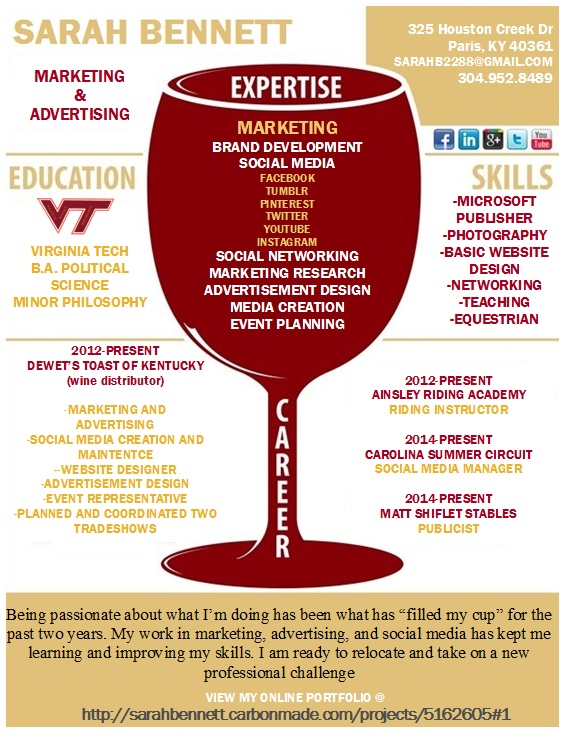 SARAH BENNETT
325 Houston Creek Dr
Paris, KY 40361
SARAHB2288@GMAIL.COM
304.952.8489
MARKETING
&
ADVERTISING
EXPERTISE
MARKETING
BRAND DEVELOPMENT
SOCIAL MEDIA
FACEBOOK
TUMBLR
PINTEREST
TWITTER
YOUTUBE
INSTAGRAM
SOCIAL NETWORKING
MARKETING RESEARCH
ADVERTISEMENT DESIGN
MEDIA CREATION
EVENT PLANNING
f in g+ t You Tube
EDUCATION
VT
VIRGINIA TECH
B.A. POLITICAL
SCIENCE
MINOR PHILOSOPHY
SKILLS
-MICROSOFT
PUBLISHER
-PHOTOGRAPHY
-BASIC WEBSITE
DESIGN
-NETWORKING
-TEACHING
-EQUESTRIAN
2012-PRESENT
DEWET'S TOAST OF KENTUCKY
(wine distributor)
-MARKETING AND
ADVERTISING
-SOCIAL MEDIA CREATION AND
MAINTENTCE
--WEBSITE DESIGNER
-ADVERTISEMENT DESIGN
-EVENT REPRESENTATIVE
-PLANNED AND COORDINATED TWO
TRADESHOWS
CAREER
2012-PRESENT
AINSLEY RIDING ACADEMY
RIDING INSTRUCTOR
2014-PRESENT
CAROLINA SUMMER CIRCUIT
SOCIAL MEDIA MANAGER
2014-PRESENT
MATT SHIFLET STABLES
PUBLICIST
Being passionate about what I'm doing has been what has “filled my cup” for the
past two years. My work in marketing, advertising, and social media has kept me
learning and improving my skills. I am ready to relocate and take on a new
professional challenge
VIEW MY ONLINE PORTFOLIO @
http://sarahbennett.carbonmade.com/projects/5162605#1